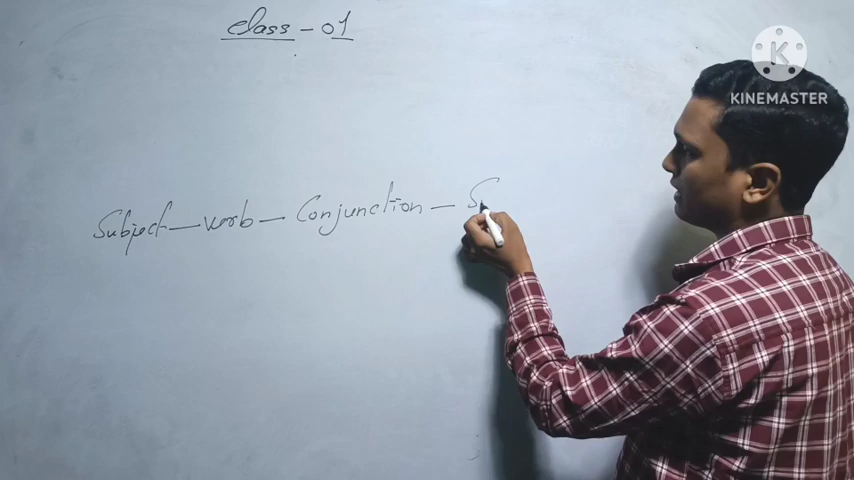 class - 01
KINEMASTER
Subject - verb - Conjunction - S